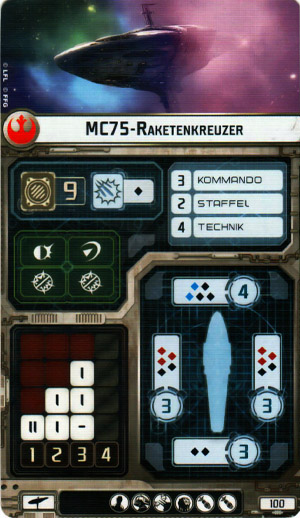 © LFL © FFG
MC75-RAKETENKREUZER
9
3 KOMMANDO
2 STAFFEL
4 TECHNIK
4
3
3
3
I
I I
II I –
1 2 3 4
100